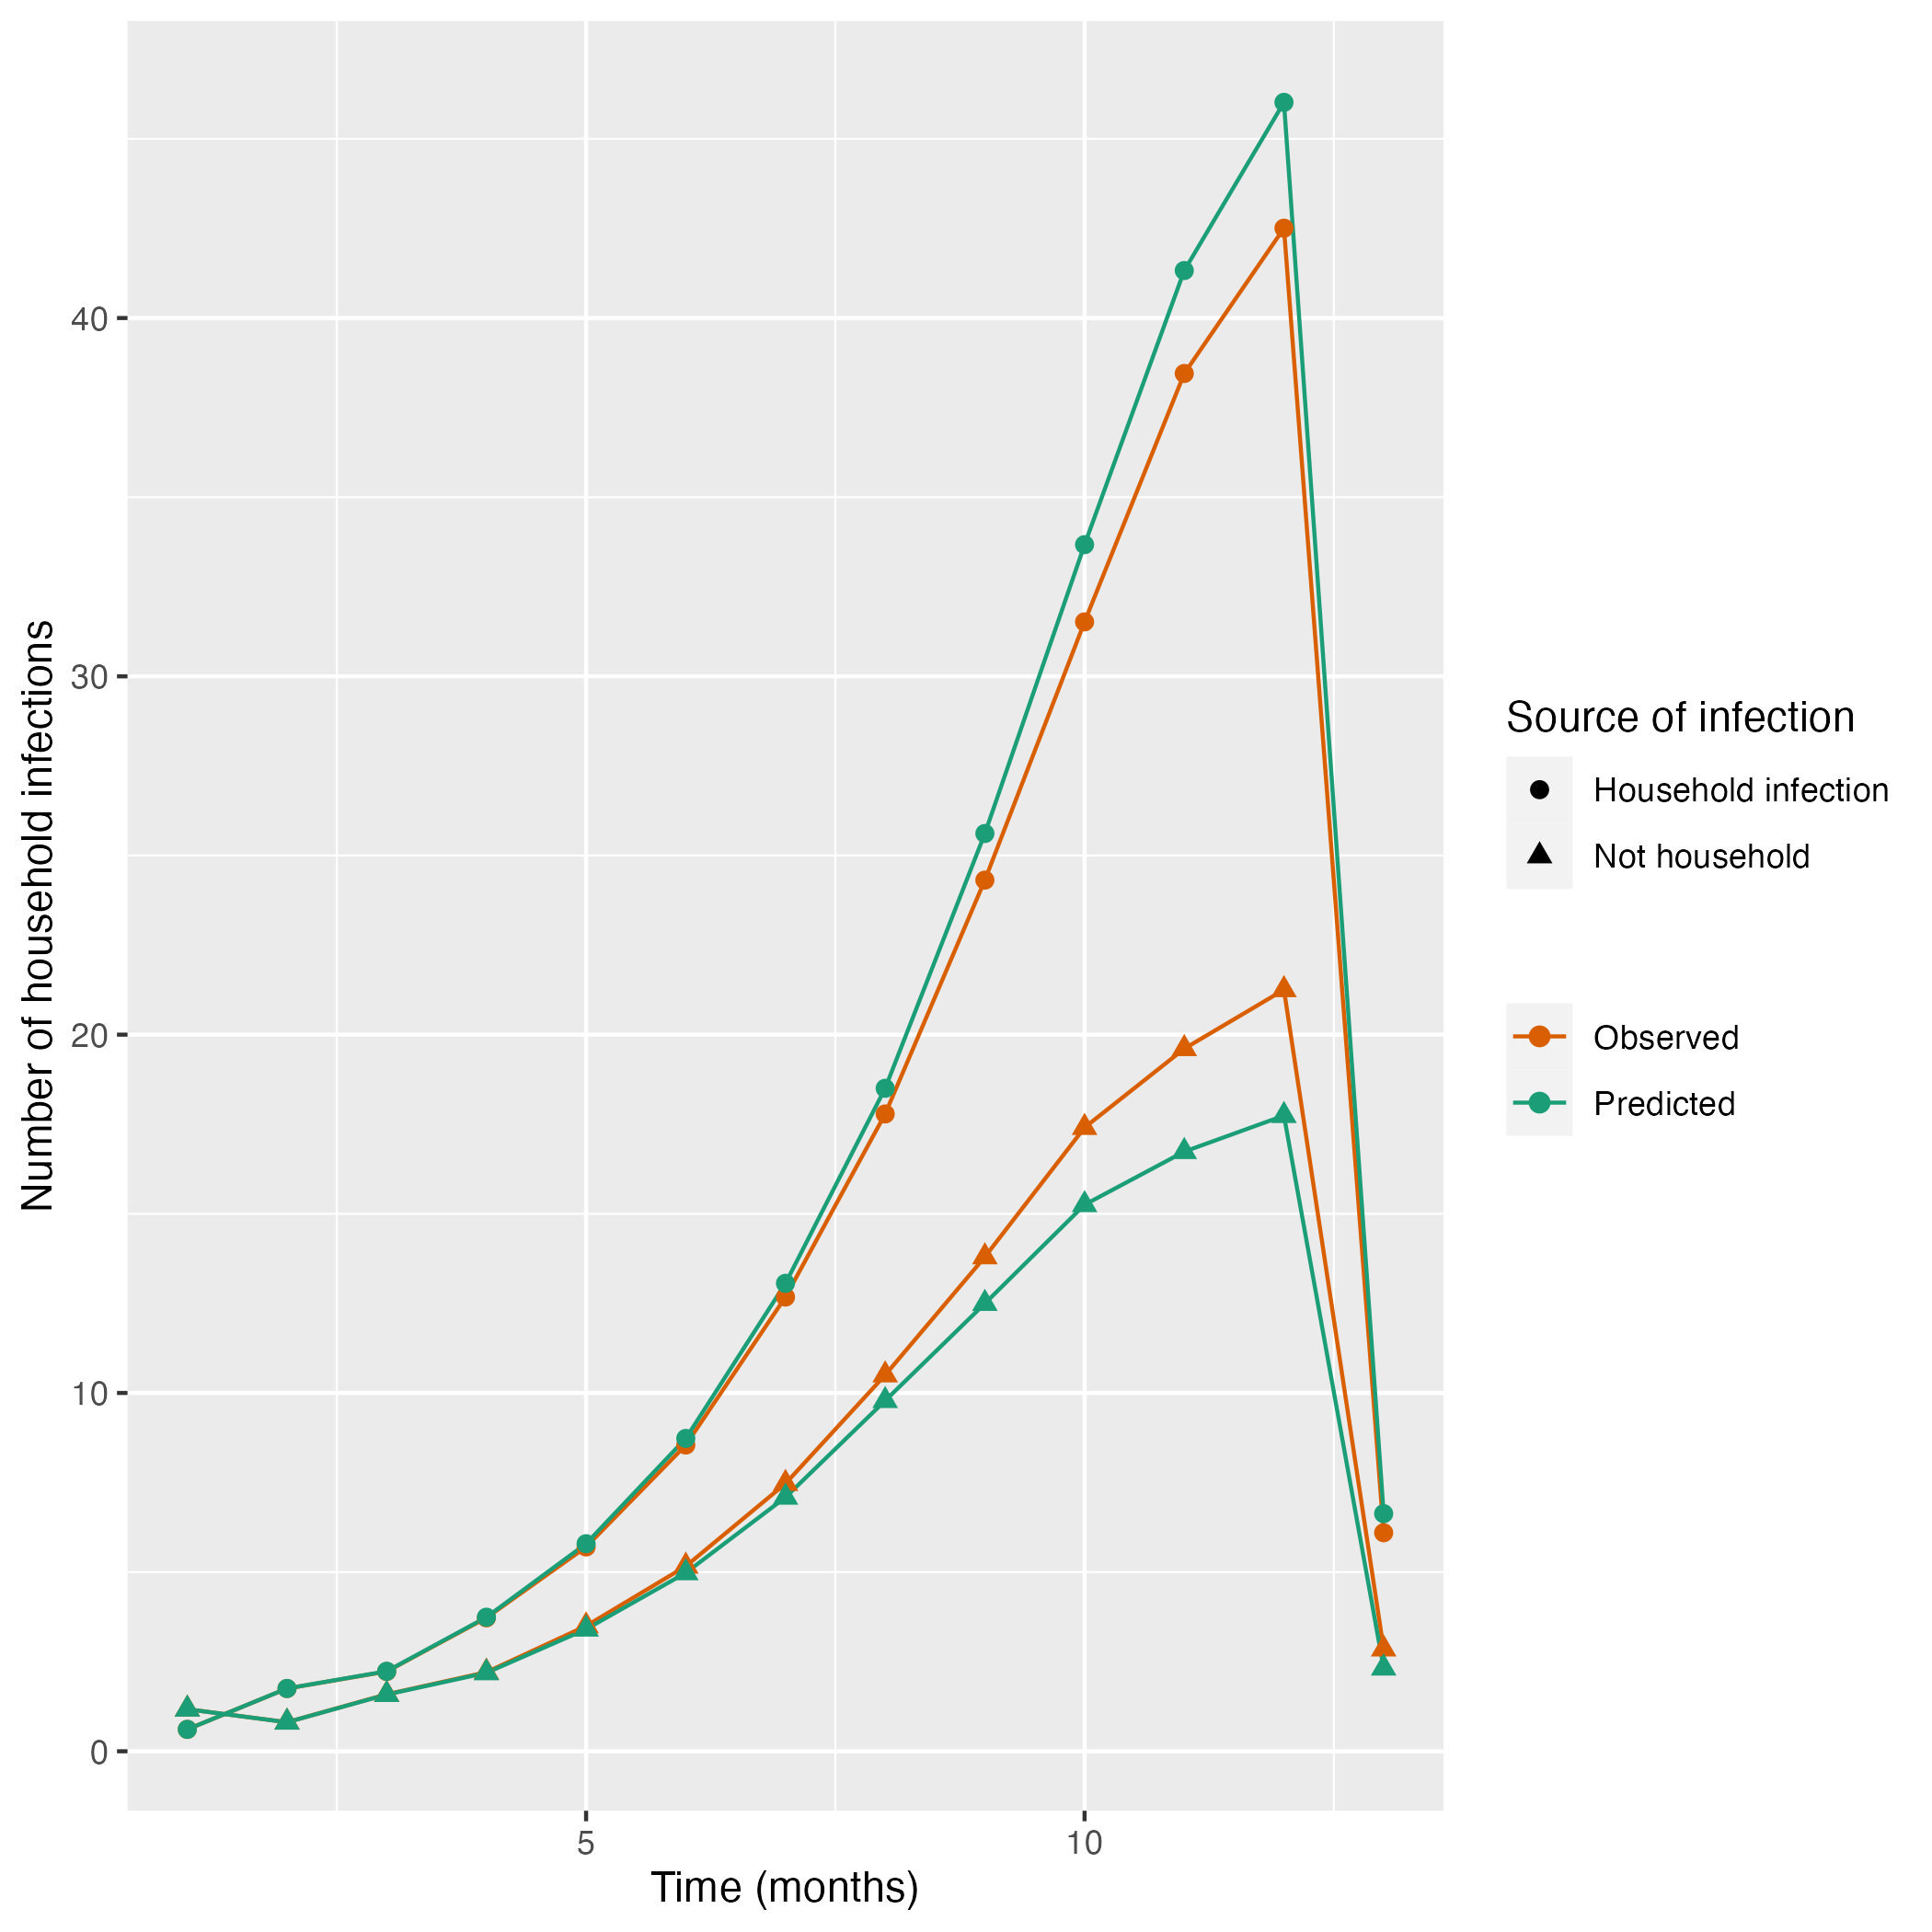 Number of household infections
40
30
20
10
0
5
10
Time (months)
Source of infection
Household infection
Not household
Observed
Predicted